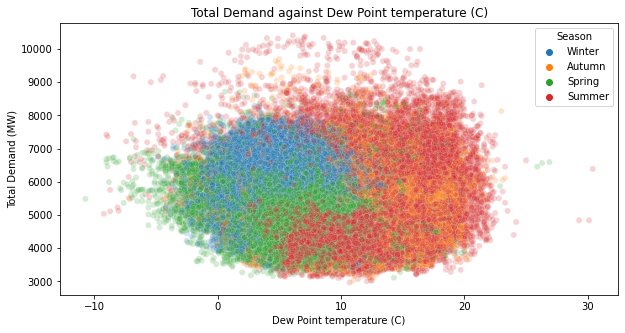 Total Demand against Dew Point temperature (C)
Season
Winter
Autumn
Spring
Summer
10000
9000
8000
7000
6000
5000
4000
3000
Total Demand (MW)
−10
0
10
20
30
Dew Point temperature (C)